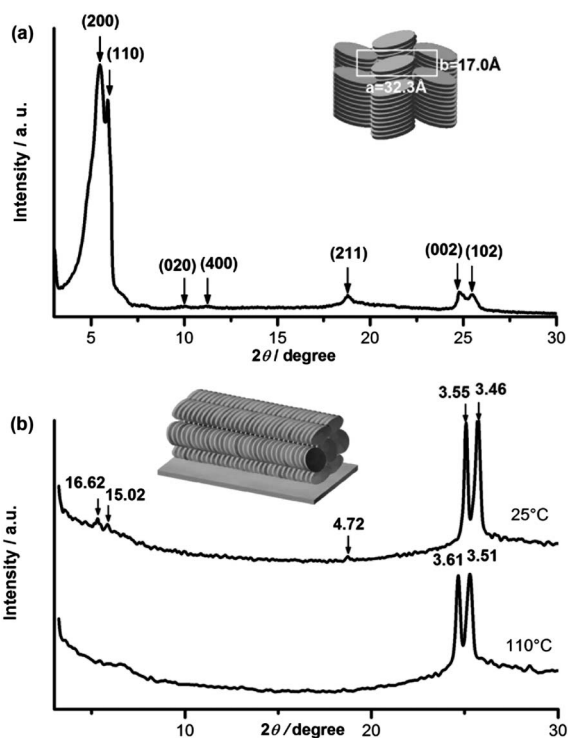 (a)
(200)
(110)
b=17.0Å
a=32.3Å
Intensity / a. u.
(020)
(400)
(211)
(002)
(102)
5
10
15
20
25
30
2θ / degree
(b)
3.55
3.46
16.62
15.02
4.72
25°C
3.61
3.51
110°C
Intensity / a.u.
10
20
30
2θ / degree